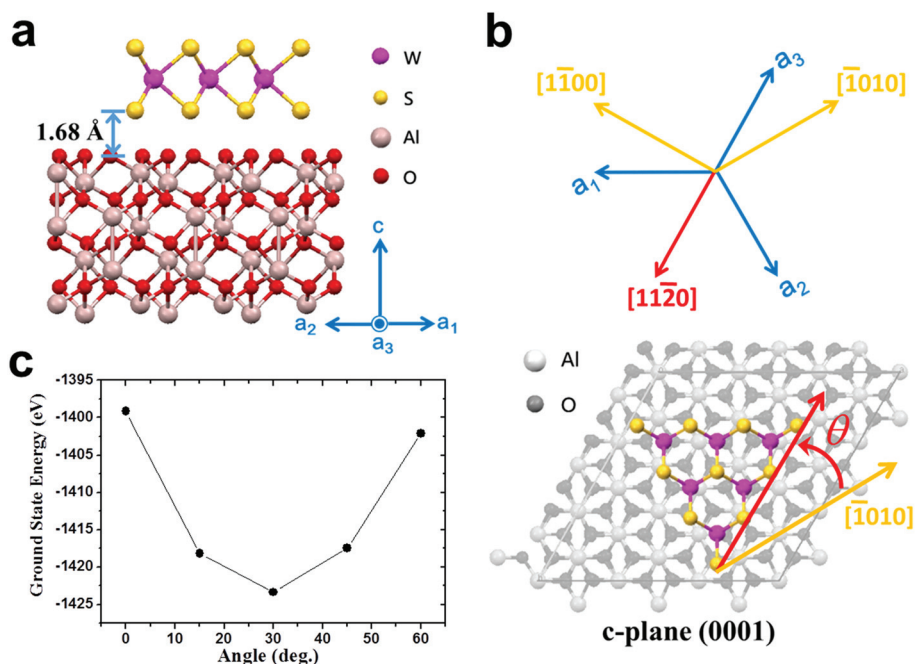 a
W
S
Al
O
1.68 Å
c
a₂
a₁
a₃
b
a₃
[11̅00]
[1̅010]
a₁
[112̅0]
a₂
Al
O
θ
[1̅010]
c-plane (0001)
c
Ground State Energy (eV)
-1395
-1400
-1405
-1410
-1415
-1420
-1425
0
10
20
30
40
50
60
Angle (deg.)